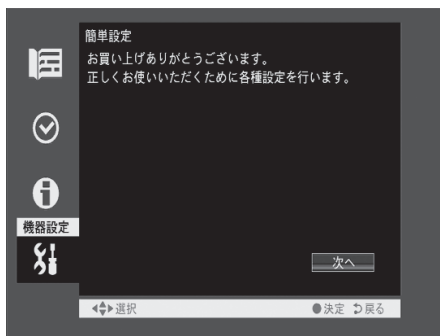 簡単設定
お買い上げありがとうございます。
正しくお使いいただくために各種設定を行います。
機器設定
次へ
選択 決定 戻る